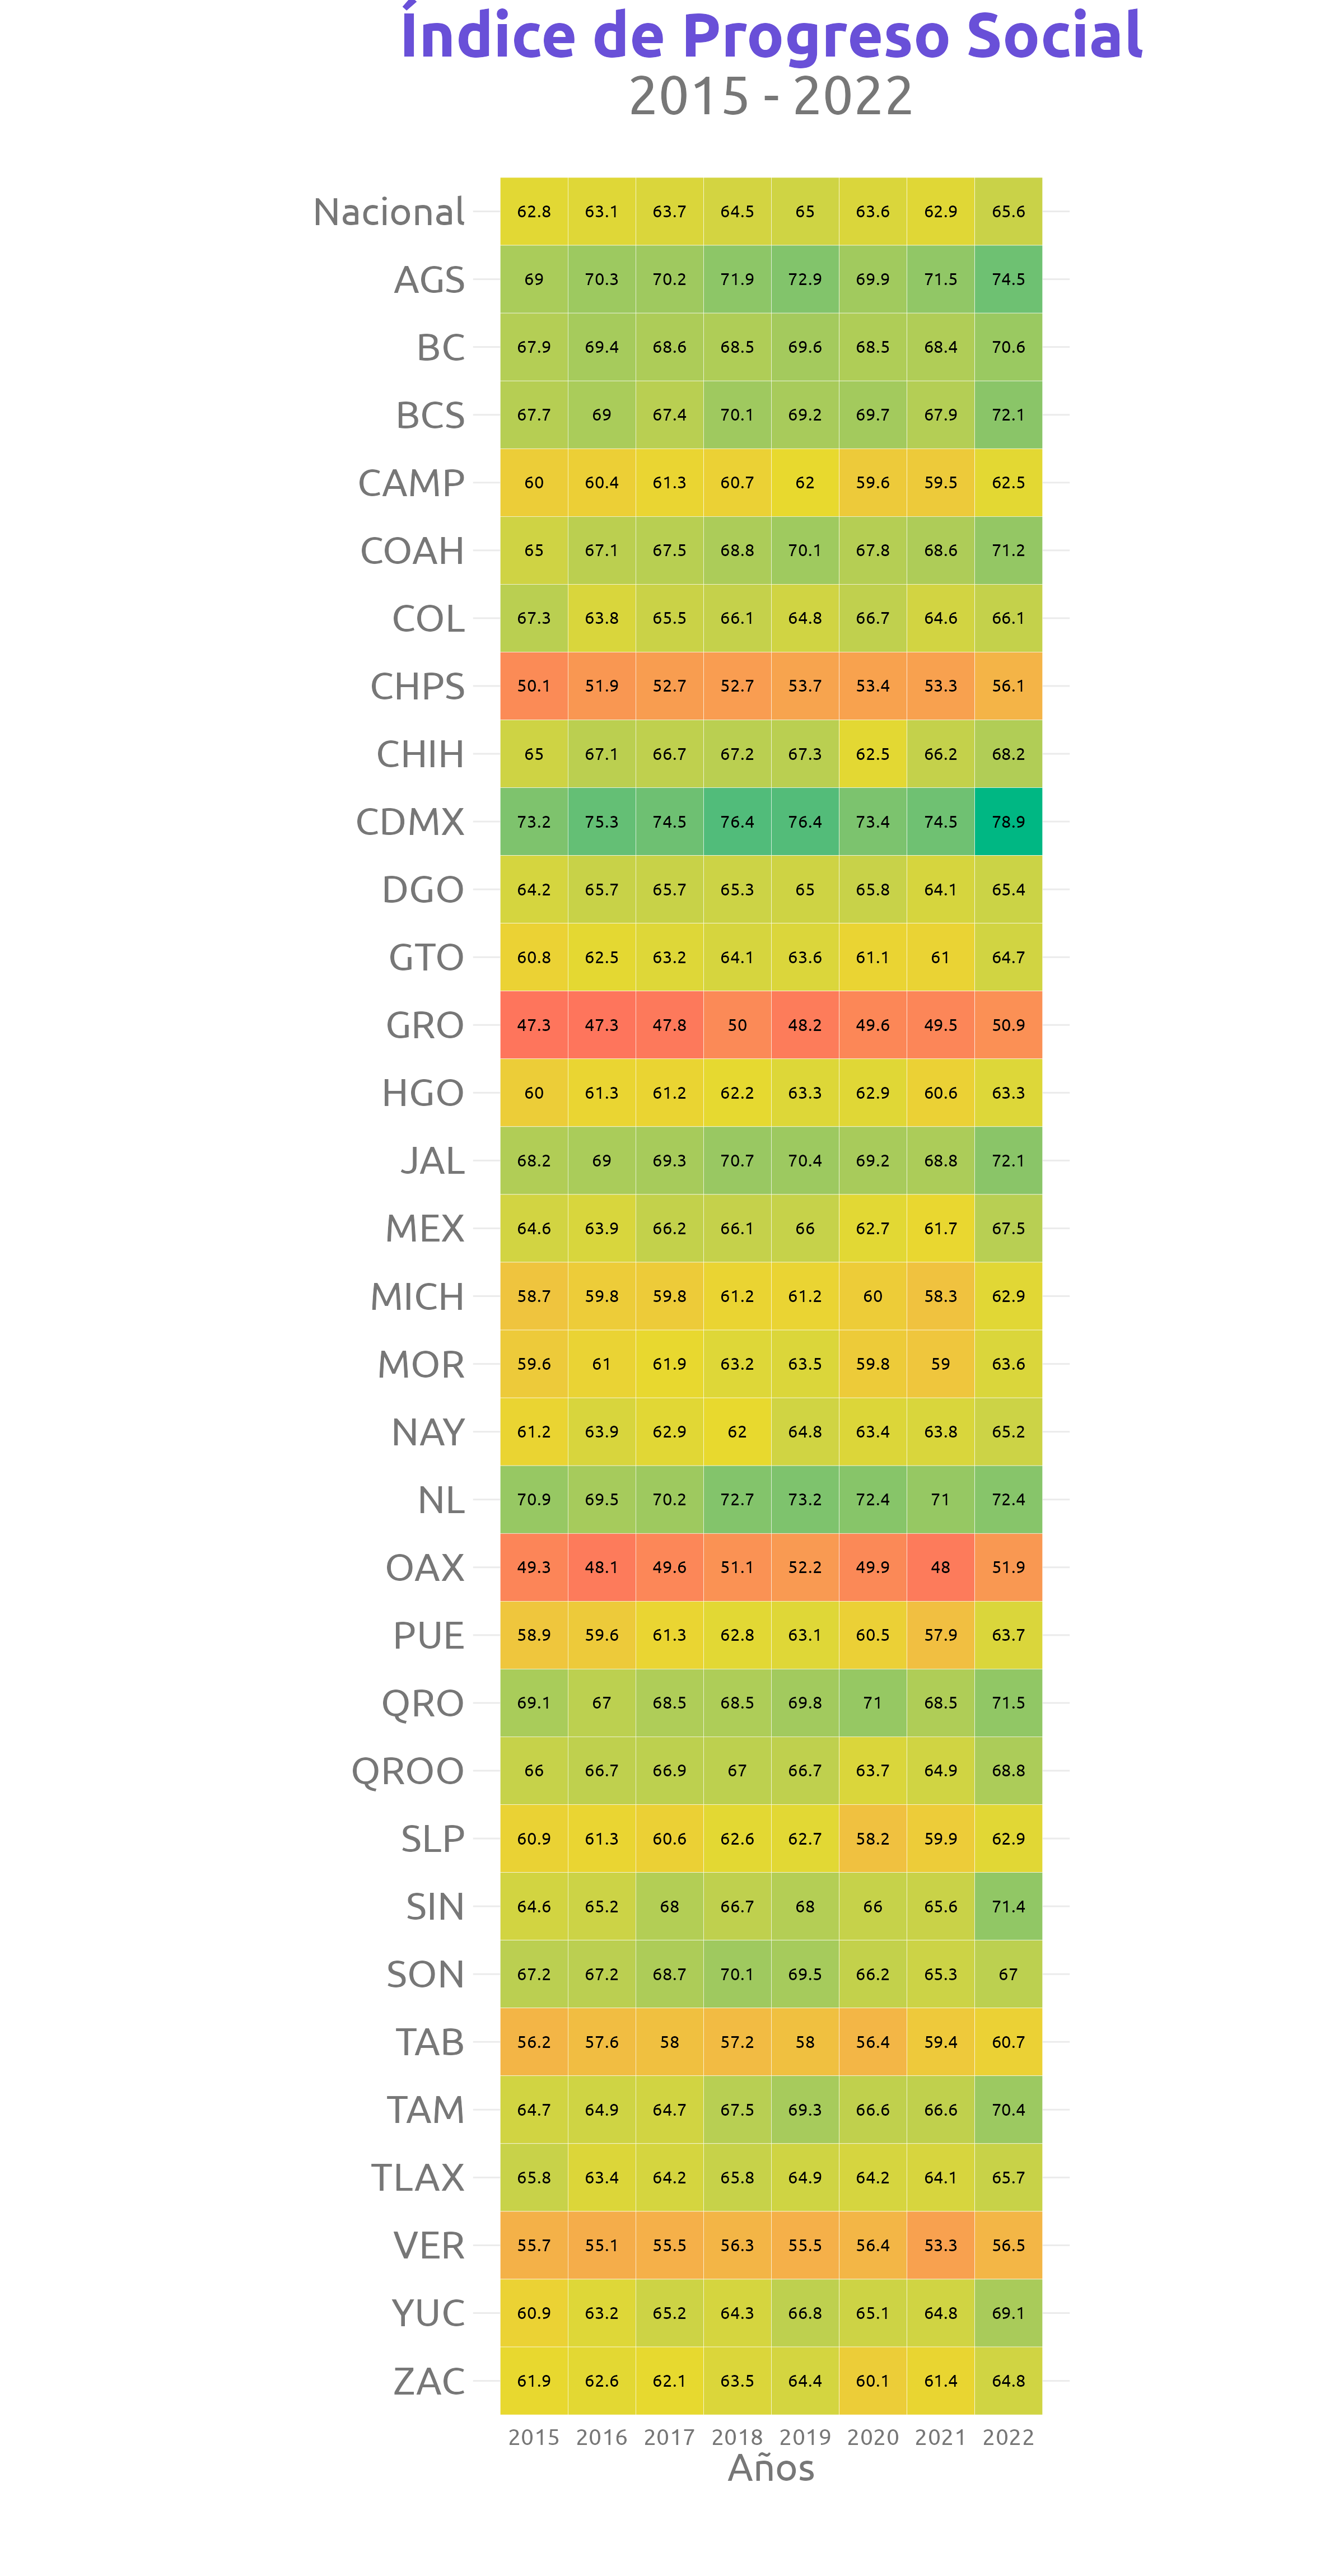 Índice de Progreso Social
2015 - 2022
Nacional 62.8 63.1 63.7 64.5 65 63.6 62.9 65.6
AGS 69 70.3 70.2 71.9 72.9 69.9 71.5 74.5
BC 67.9 69.4 68.6 68.5 69.6 68.5 68.4 70.6
BCS 67.7 69 67.4 70.1 69.2 69.7 67.9 72.1
CAMP 60 60.4 61.3 60.7 62 59.6 59.5 62.5
COAH 65 67.1 67.5 68.8 70.1 67.8 68.6 71.2
COL 67.3 63.8 65.5 66.1 64.8 66.7 64.6 66.1
CHPS 50.1 51.9 52.7 52.7 53.7 53.4 53.3 56.1
CHIH 65 67.1 66.7 67.2 67.3 62.5 66.2 68.2
CDMX 73.2 75.3 74.5 76.4 76.4 73.4 74.5 78.9
DGO 64.2 65.7 65.7 65.3 65 65.8 64.1 65.4
GTO 60.8 62.5 63.2 64.1 63.6 61.1 61 64.7
GRO 47.3 47.3 47.8 50 48.2 49.6 49.5 50.9
HGO 60 61.3 61.2 62.2 63.3 62.9 60.6 63.3
JAL 68.2 69 69.3 70.7 70.4 69.2 68.8 72.1
MEX 64.6 63.9 66.2 66.1 66 62.7 61.7 67.5
MICH 58.7 59.8 59.8 61.2 61.2 60 58.3 62.9
MOR 59.6 61 61.9 63.2 63.5 59.8 59 63.6
NAY 61.2 63.9 62.9 62 64.8 63.4 63.8 65.2
NL 70.9 69.5 70.2 72.7 73.2 72.4 71 72.4
OAX 49.3 48.1 49.6 51.1 52.2 49.9 48 51.9
PUE 58.9 59.6 61.3 62.8 63.1 60.5 57.9 63.7
QRO 69.1 67 68.5 68.5 69.8 71 68.5 71.5
QROO 66 66.7 66.9 67 66.7 63.7 64.9 68.8
SLP 60.9 61.3 60.6 62.6 62.7 58.2 59.9 62.9
SIN 64.6 65.2 68 66.7 68 66 65.6 71.4
SON 67.2 67.2 68.7 70.1 69.5 66.2 65.3 67
TAB 56.2 57.6 58 57.2 58 56.4 59.4 60.7
TAM 64.7 64.9 64.7 67.5 69.3 66.6 66.6 70.4
TLAX 65.8 63.4 64.2 65.8 64.9 64.2 64.1 65.7
VER 55.7 55.1 55.5 56.3 55.5 56.4 53.3 56.5
YUC 60.9 63.2 65.2 64.3 66.8 65.1 64.8 69.1
ZAC 61.9 62.6 62.1 63.5 64.4 60.1 61.4 64.8
2015 2016 2017 2018 2019 2020 2021 2022
Años